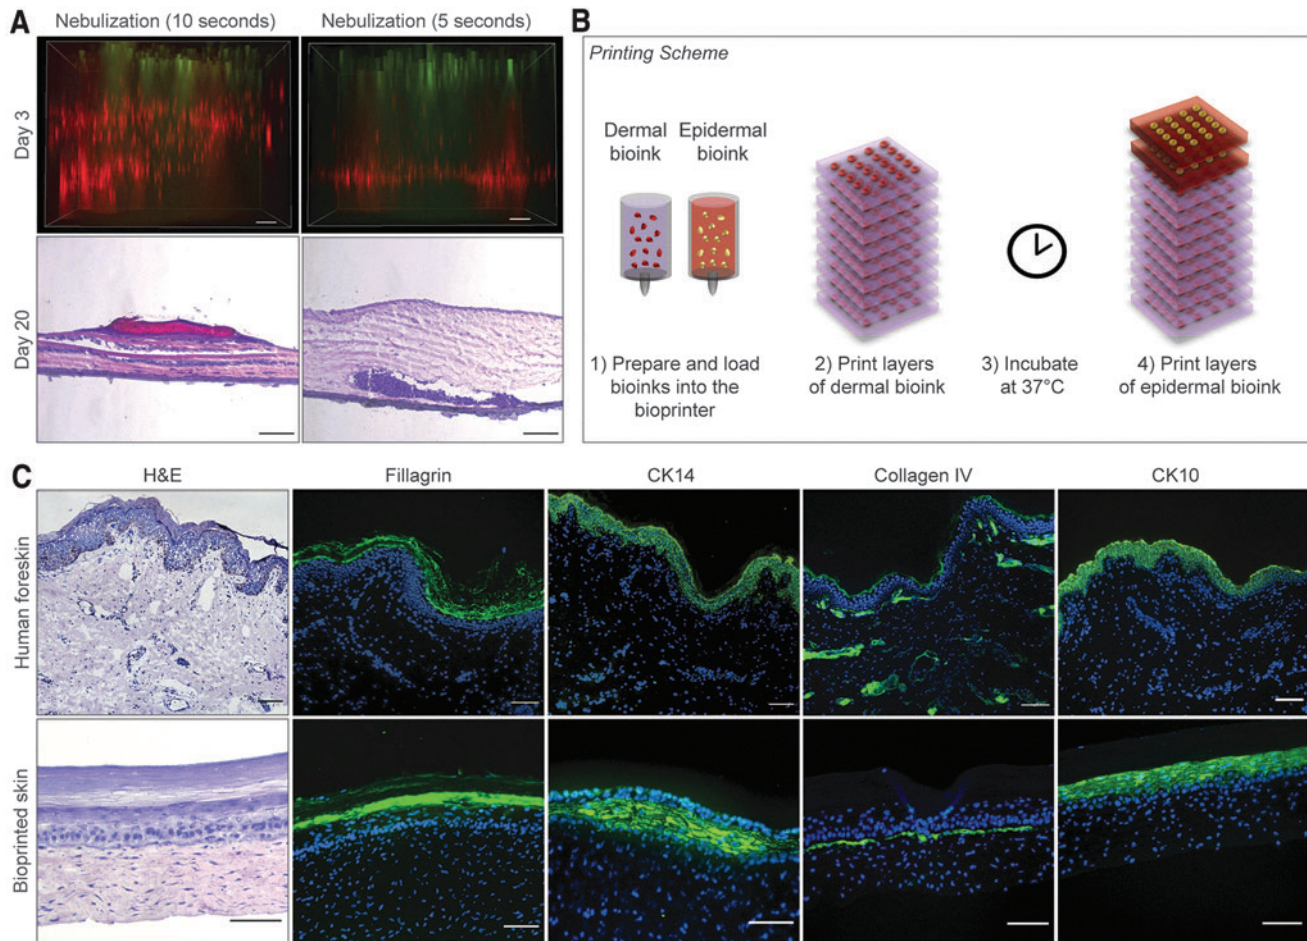 A
Nebulization (10 seconds)
Nebulization (5 seconds)
Day 3
Day 20
B
Printing Scheme
Dermal
bioink
Epidermal
bioink
1) Prepare and load
bioinks into the
bioprinter
2) Print layers
of dermal bioink
3) Incubate
at 37°C
4) Print layers
of epidermal bioink
C
H&E
Fillagrin
CK14
Collagen IV
CK10
Human foreskin
Bioprinted skin